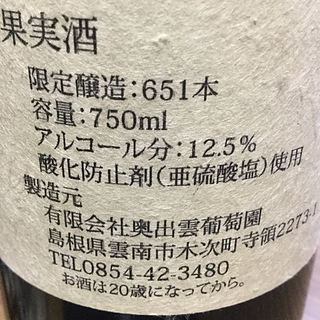 果実酒
限定醸造：651本
容量：750ml
アルコール分：12.5％
酸化防止剤（亜硫酸塩）使用
製造元
有限会社奥出雲葡萄園
島根県雲南市木次町寺領2273-1
TEL0854-42-3480
お酒は20歳になってから。